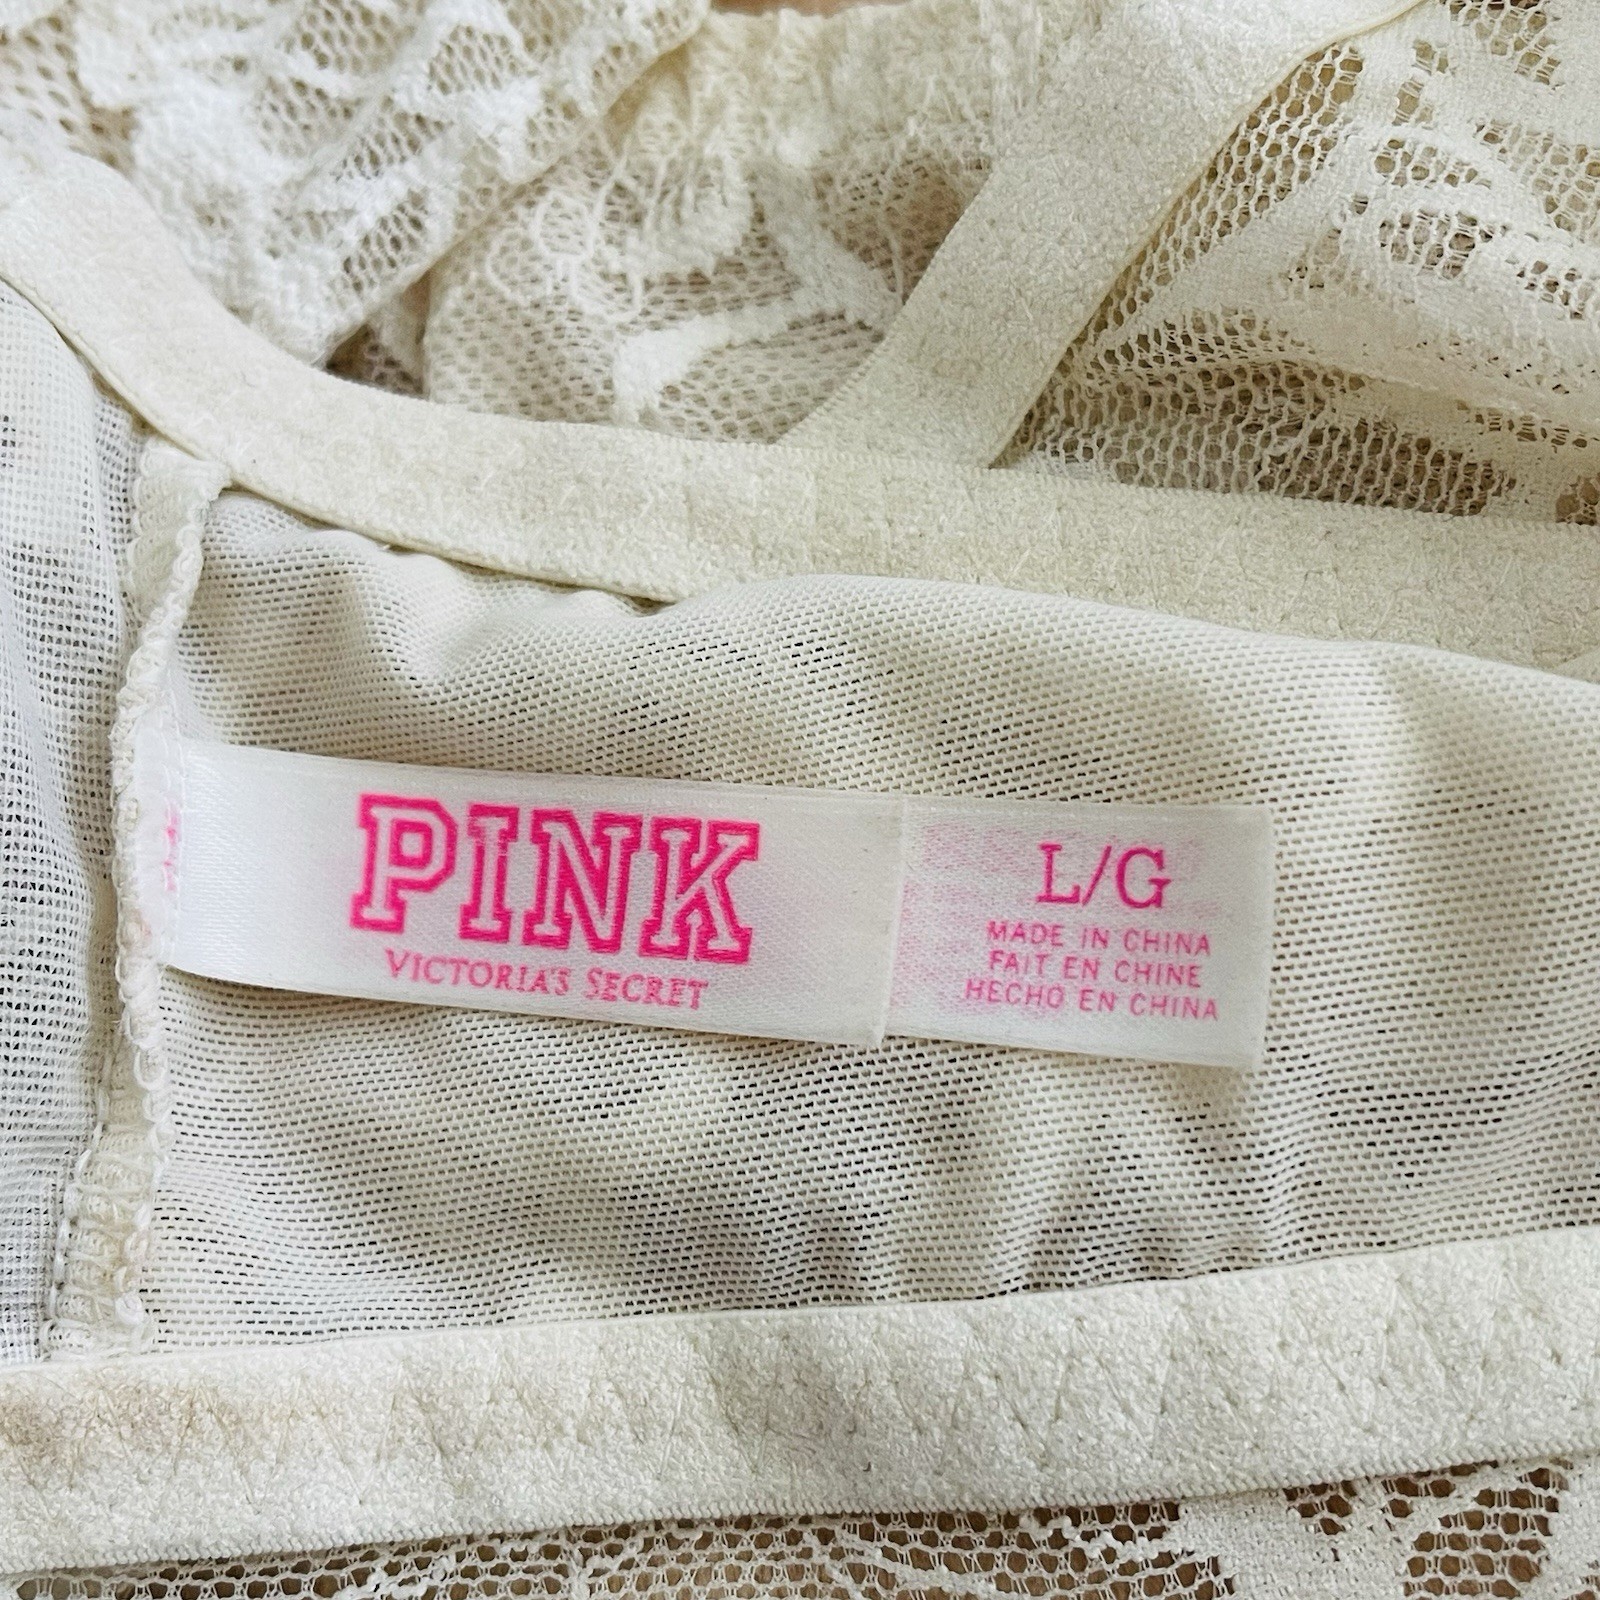 PINK
VICTORIA'S SECRET
L/G
MADE IN CHINA
FAIT EN CHINE
HECHO EN CHINA